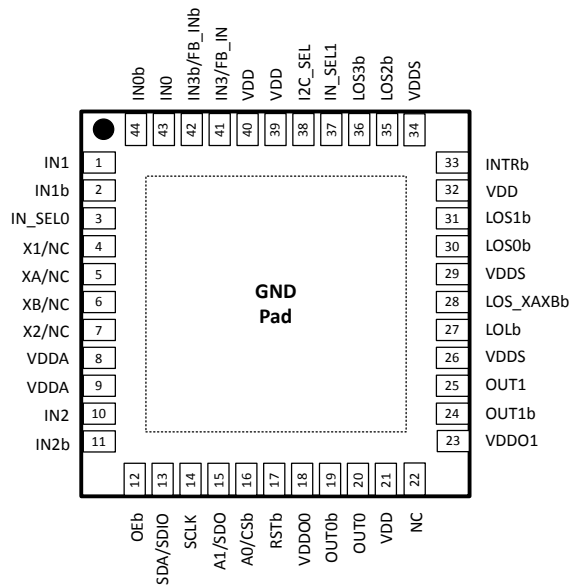 IN0b
IN0
IN3b/FB_INb
IN3/FB_IN
VDD
VDD
I2C_SEL
IN_SEL1
LOS3b
LOS2b
VDDS
44
43
42
41
40
39
38
37
36
35
34
IN1 1
IN1b 2
IN_SEL0 3
X1/NC 4
XA/NC 5
XB/NC 6
X2/NC 7
VDDA 8
VDDA 9
IN2 10
IN2b 11
GND
Pad
33 INTRb
32 VDD
31 LOS1b
30 LOS0b
29 VDDS
28 LOS_XAXBb
27 LOLb
26 VDDS
25 OUT1
24 OUT1b
23 VDDO1
12
13
14
15
16
17
18
19
20
21
22
OEb
SDA/SDIO
SCLK
A1/SDO
A0/CSb
RSTb
VDDO0
OUT0b
OUT0
VDD
NC